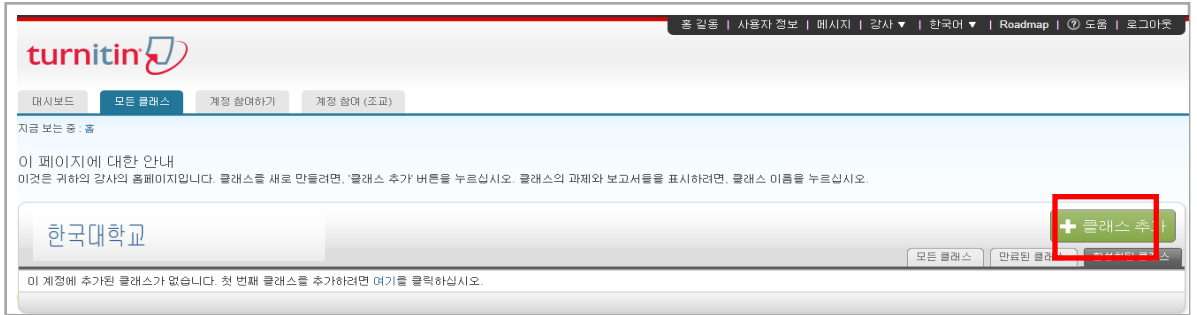 홍 길동 | 사용자 정보 | 메시지 | 강사 ▼ | 한국어 ▼ | Roadmap | ? 도움 | 로그아웃
turnitin
대시보드 모든 클래스 계정 참여하기 계정 참여 (조교)
지금 보는 중 : 홈
이 페이지에 대한 안내
이것은 귀하의 강사의 홈페이지입니다. 클래스를 새로 만들려면, '클래스 추가' 버튼을 누르십시오. 클래스의 과제와 보고서들을 표시하려면, 클래스 이름을 누르십시오.
한국대학교
+ 클래스 추가
모든 클래스 만료된 클래스
이 계정에 추가된 클래스가 없습니다. 첫 번째 클래스를 추가하려면 여기를 클릭하십시오.